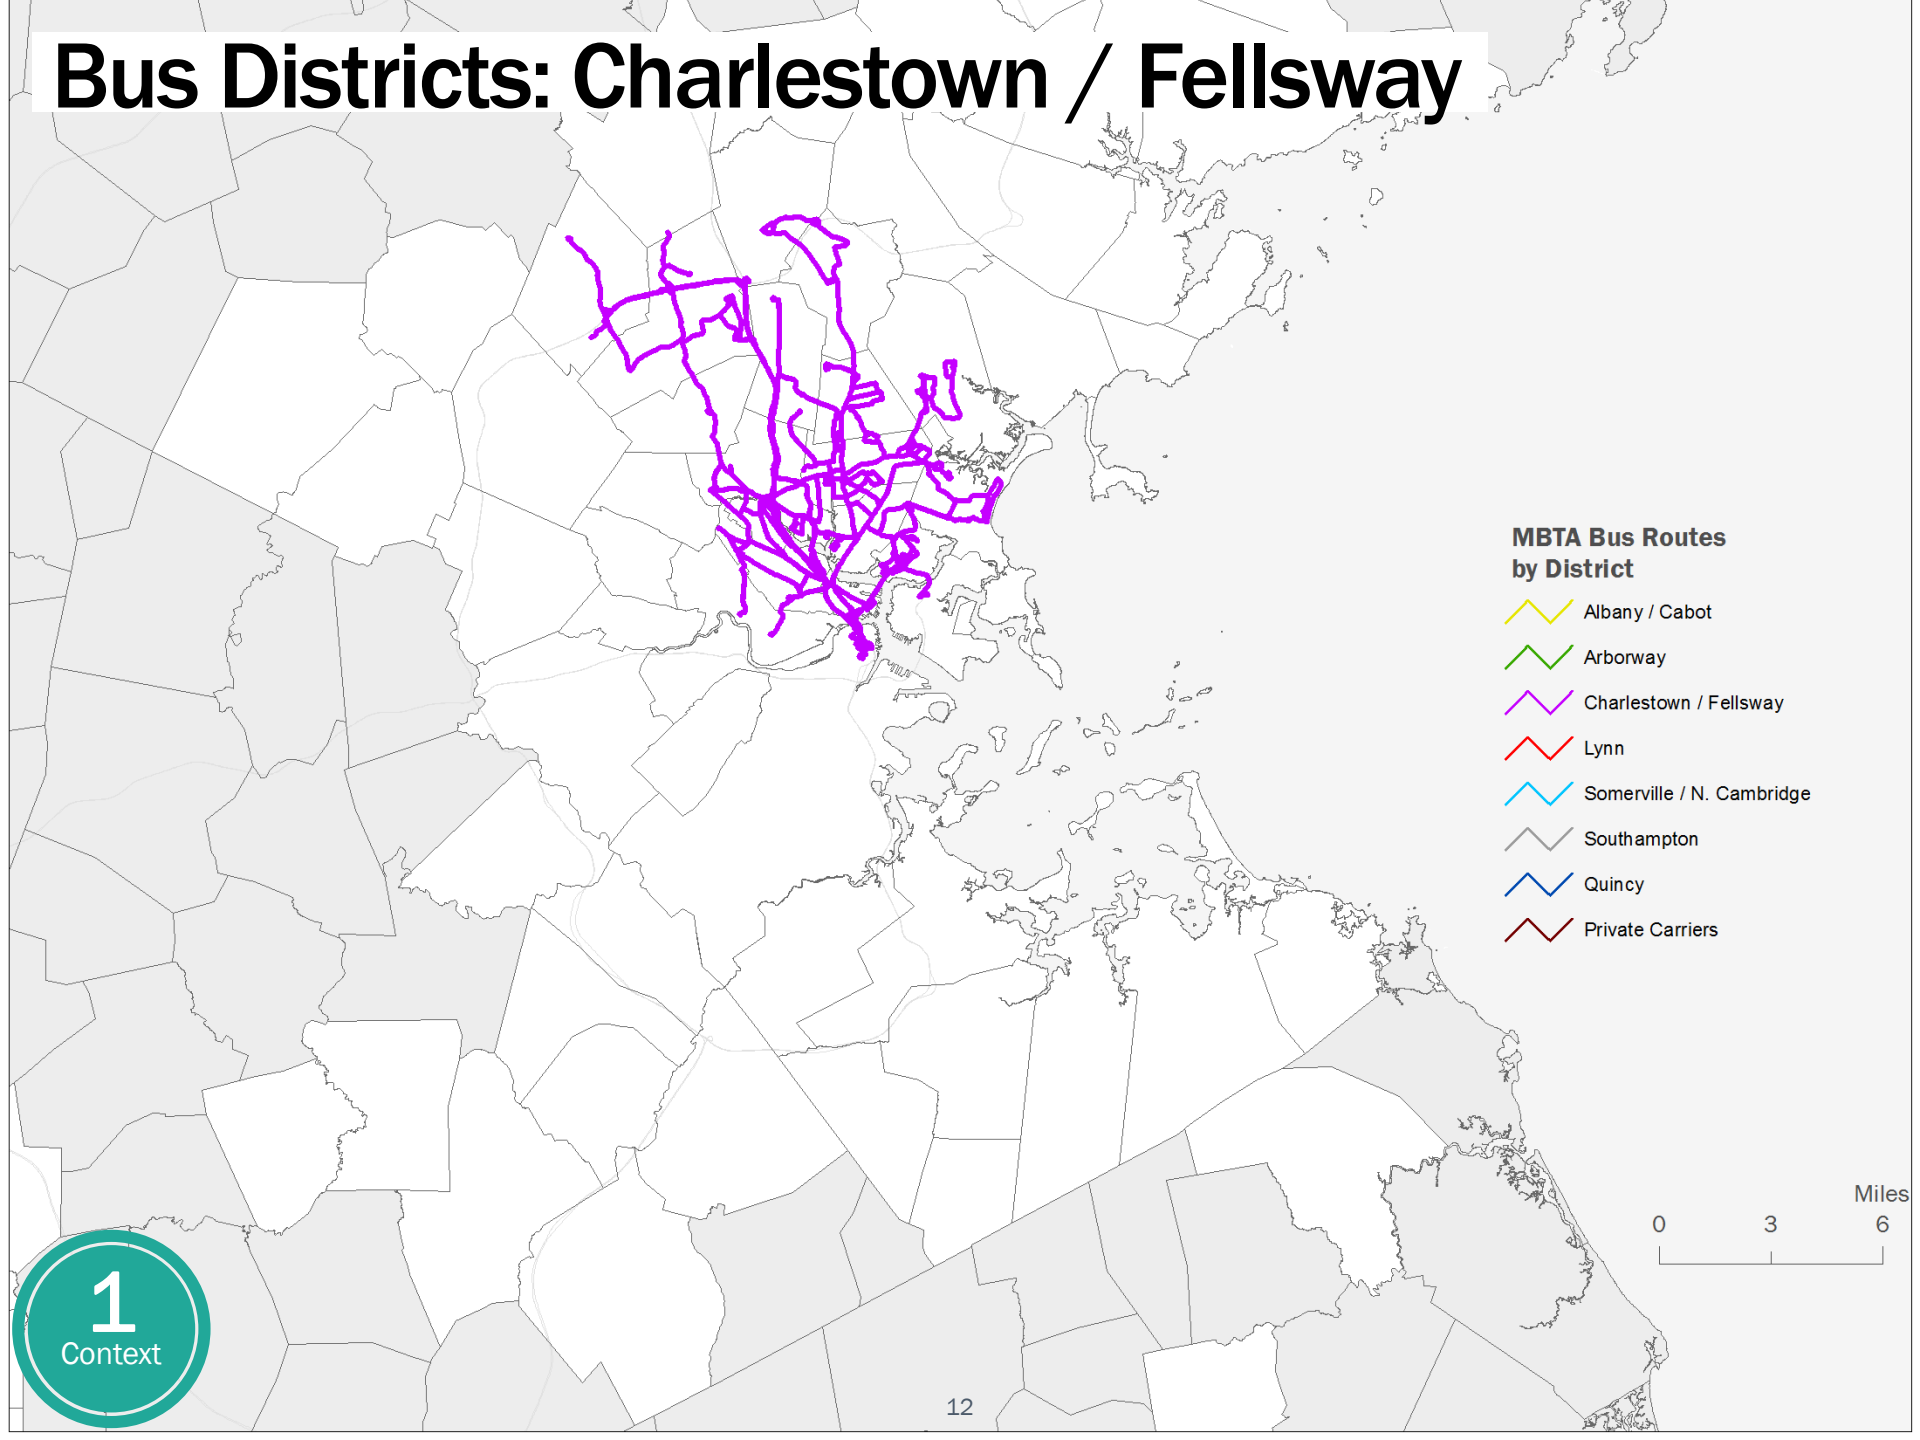 Bus Districts: Charlestown / Fellsway
MBTA Bus Routes
by District
Albany / Cabot
Arborway
Charlestown / Fellsway
Lynn
Somerville / N. Cambridge
Southampton
Quincy
Private Carriers
Miles
0 3 6
1
Context
12